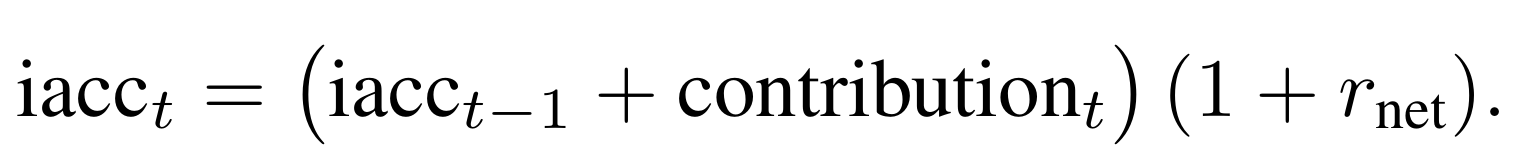 iacc_t = (iacc_{t−1} + contribution_t) (1 + r_net).